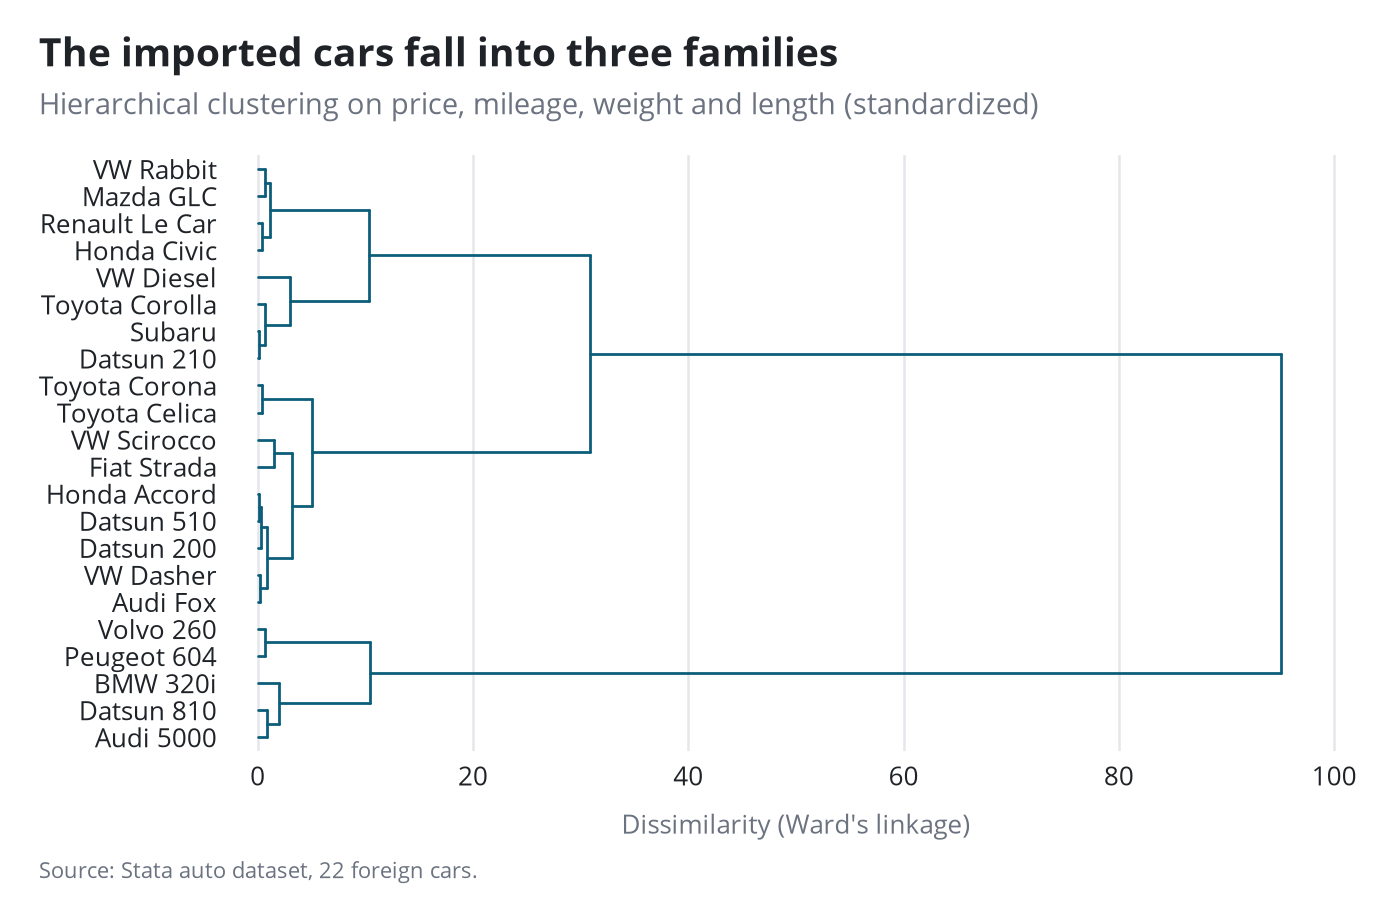 The imported cars fall into three families
Hierarchical clustering on price, mileage, weight and length (standardized)
VW Rabbit
Mazda GLC
Renault Le Car
Honda Civic
VW Diesel
Toyota Corolla
Subaru
Datsun 210
Toyota Corona
Toyota Celica
VW Scirocco
Fiat Strada
Honda Accord
Datsun 510
Datsun 200
VW Dasher
Audi Fox
Volvo 260
Peugeot 604
BMW 320i
Datsun 810
Audi 5000
0 20 40 60 80 100
Dissimilarity (Ward's linkage)
Source: Stata auto dataset, 22 foreign cars.